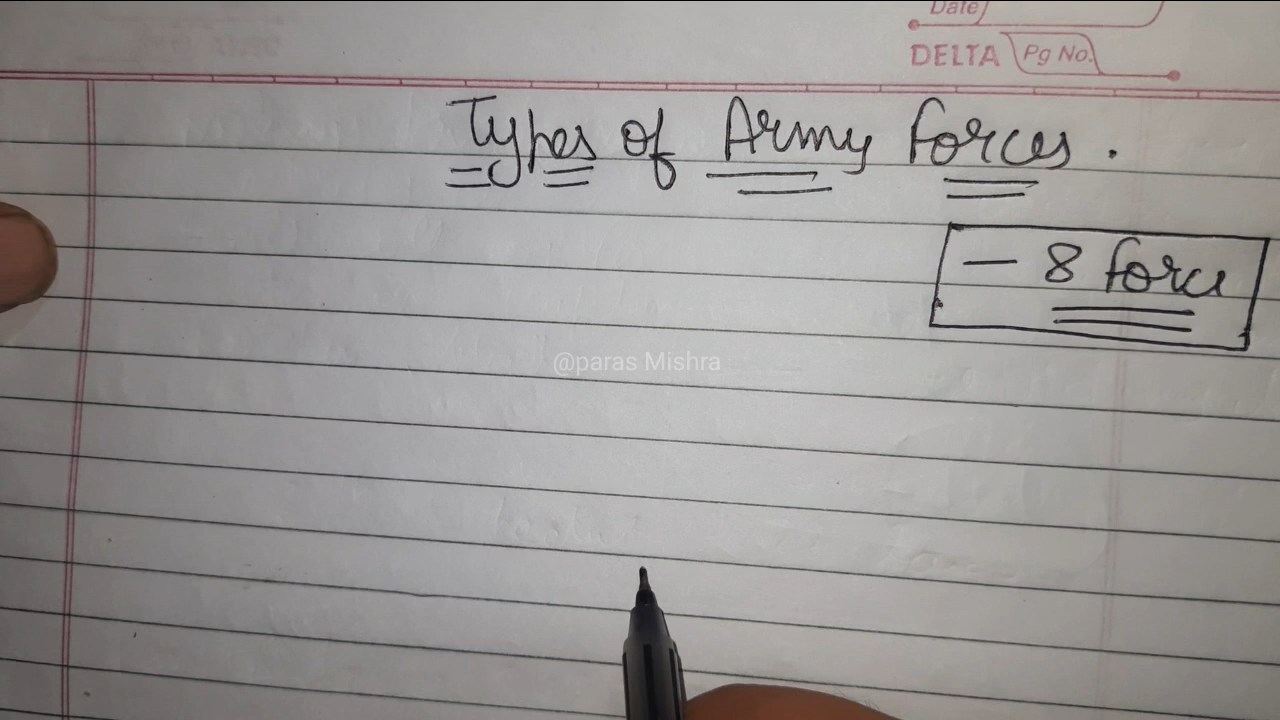 Date
DELTA Pg No.
Types of Army forces.
— 8 force
@paras Mishra